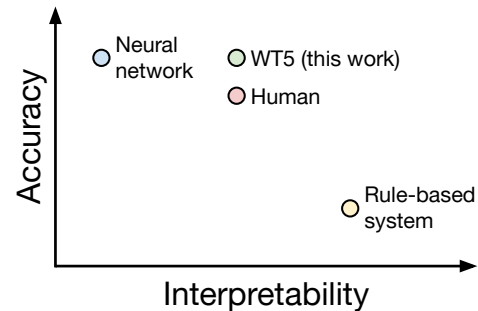 Neural
network
WT5 (this work)
Human
Rule-based
system
Accuracy
Interpretability